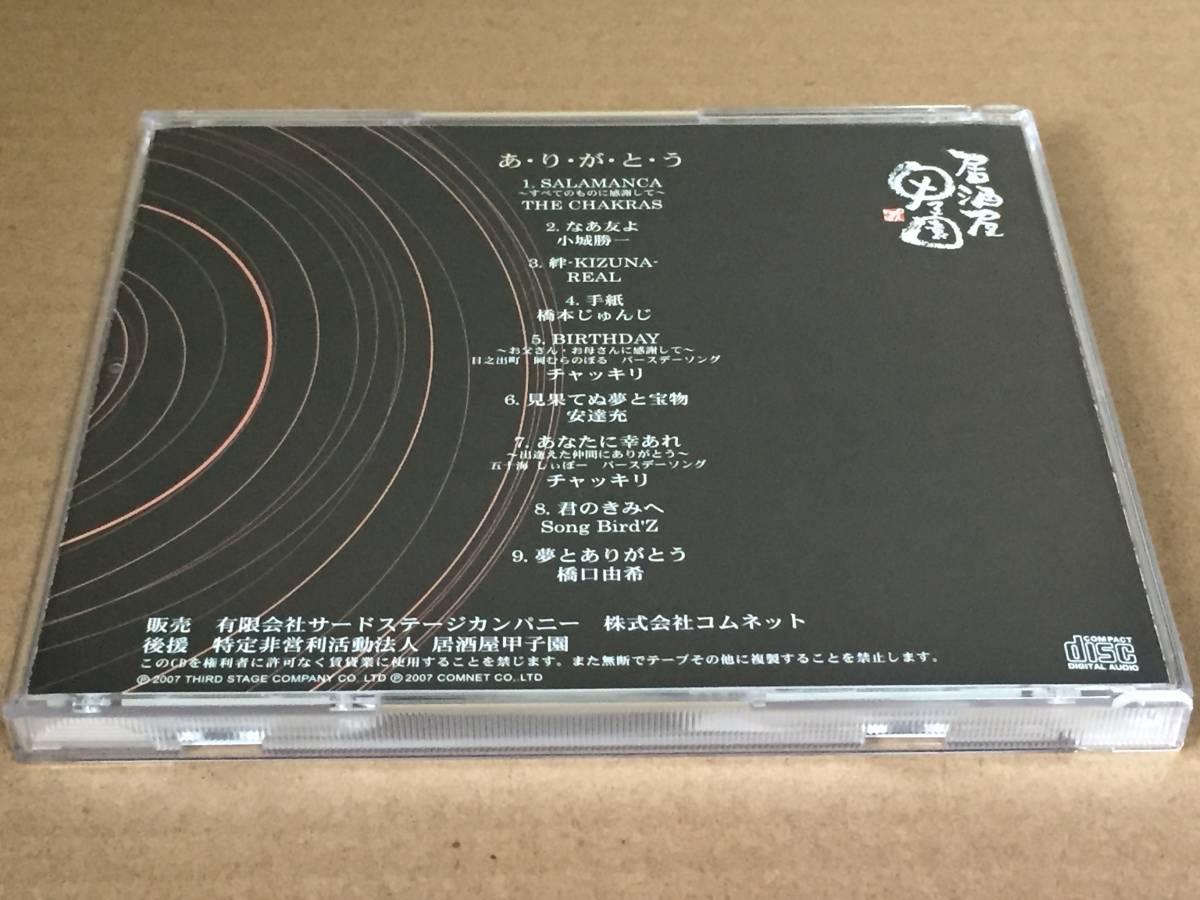 あ・り・が・と・う
1. SALAMANCA
～すべてのものに感謝して～
THE CHAKRAS
2. なあ友よ
小城勝一
3. 絆-KIZUNA-
REAL
4. 手紙
橋本じゅんじ
5. BIRTHDAY
～お父さん・お母さんに感謝して～
日之出町 岡むらのぼる バースデーソング
チャッキリ
6. 見果てぬ夢と宝物
安達充
7. あなたに幸あれ
～出逢えた仲間にありがとう～
五十海 しぃぼー バースデーソング
チャッキリ
8. 君のきみへ
Song Bird'Z
9. 夢とありがとう
橋口由希
居酒屋
甲子園
販売 有限会社サードステージカンパニー 株式会社コムネット
後援 特定非営利活動法人 居酒屋甲子園
このCDを権利者に許可なく賃貸業に使用することを禁じます。また無断でテープその他に複製することを禁止します。
℗ 2007 THIRD STAGE COMPANY CO. LTD ℗ 2007 COMNET CO, LTD
COMPACT
disc
DIGITAL AUDIO